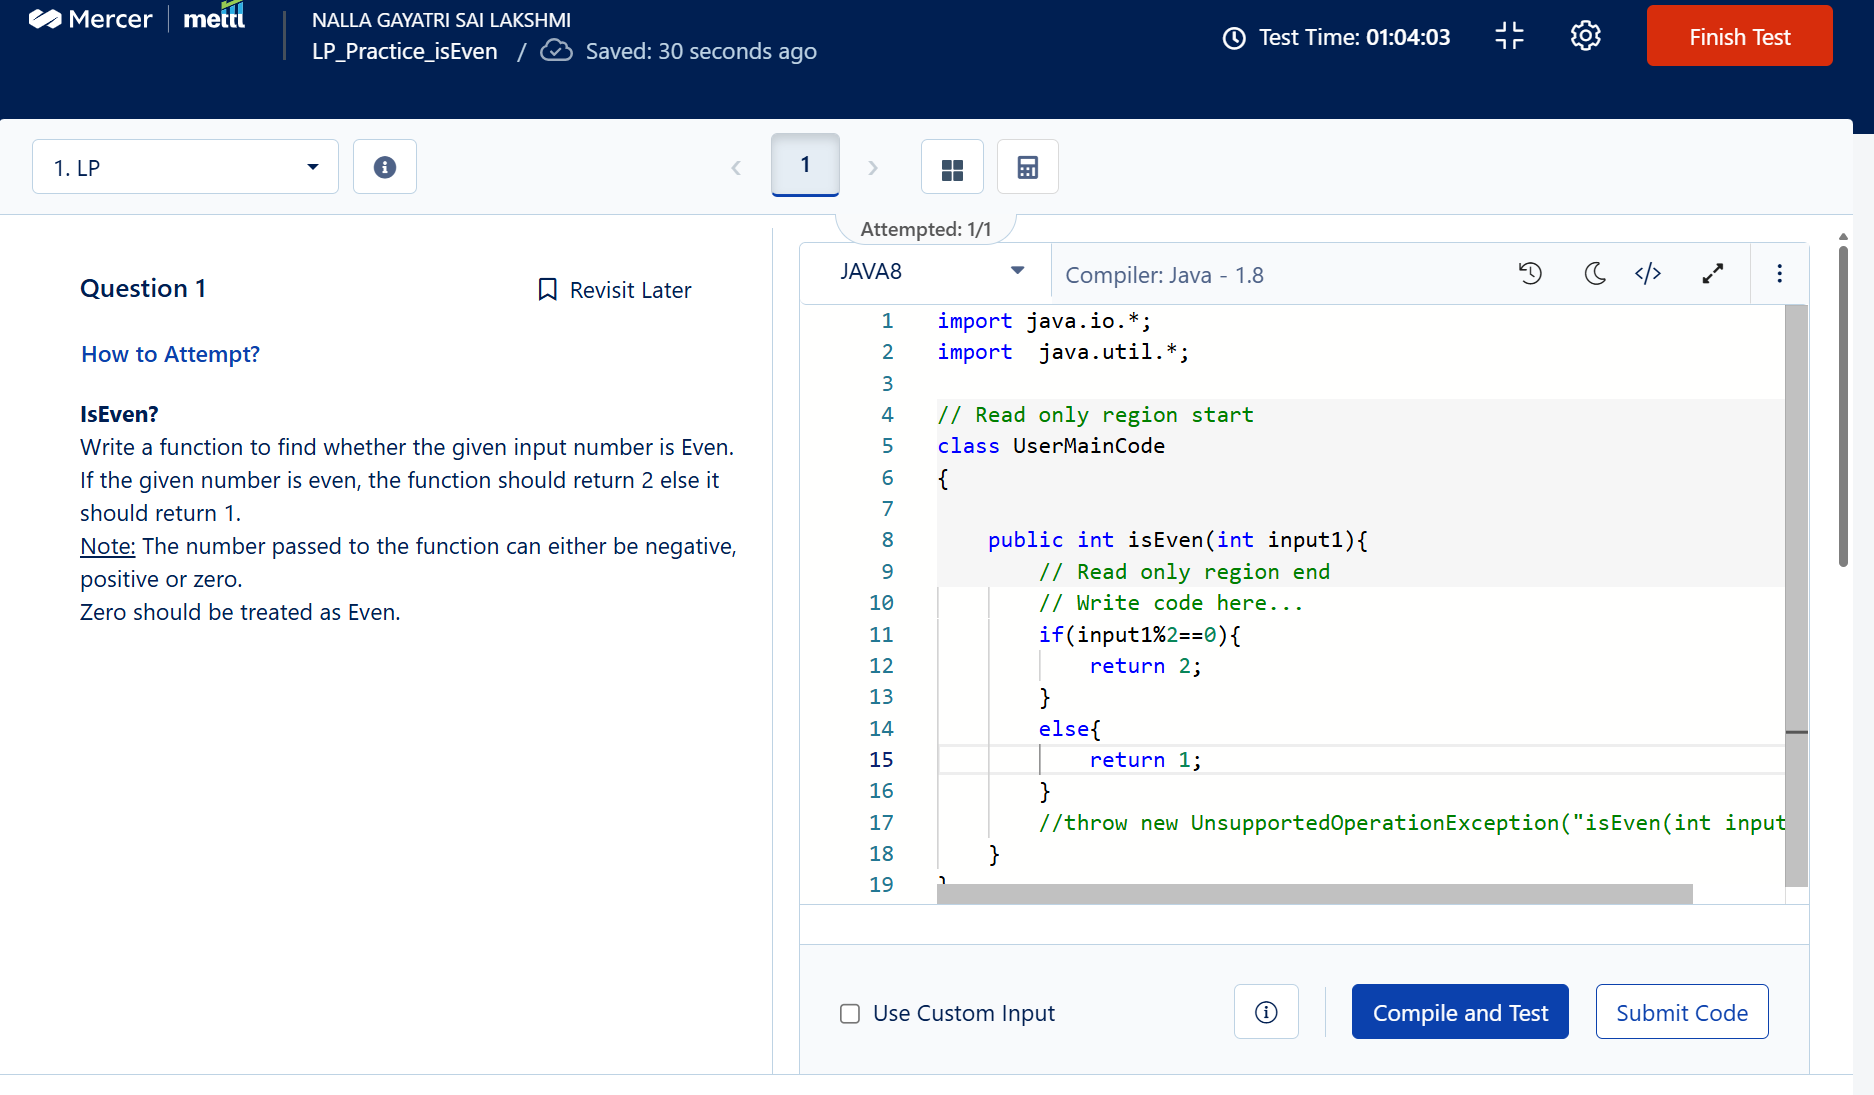 Mercer mettl
NALLA GAYATRI SAI LAKSHMI
LP_Practice_isEven / Saved: 30 seconds ago
Test Time: 01:04:03
Finish Test
1. LP
1
Attempted: 1/1
Question 1
Revisit Later
How to Attempt?
IsEven?
Write a function to find whether the given input number is Even.
If the given number is even, the function should return 2 else it
should return 1.
Note: The number passed to the function can either be negative,
positive or zero.
Zero should be treated as Even.
JAVA8
Compiler: Java - 1.8
1 import java.io.*;
2 import  java.util.*;
3
4 // Read only region start
5 class UserMainCode
6 {
7
8     public int isEven(int input1){
9         // Read only region end
10         // Write code here...
11         if(input1%2==0){
12             return 2;
13         }
14         else{
15             return 1;
16         }
17         //throw new UnsupportedOperationException("isEven(int input
18     }
19 }
Use Custom Input
Compile and Test
Submit Code